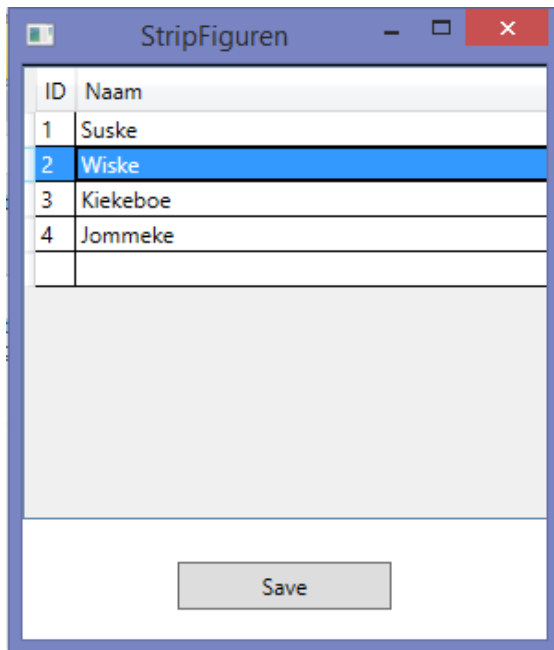 StripFiguren
ID Naam
1 Suske
2 Wiske
3 Kiekeboe
4 Jommeke
Save